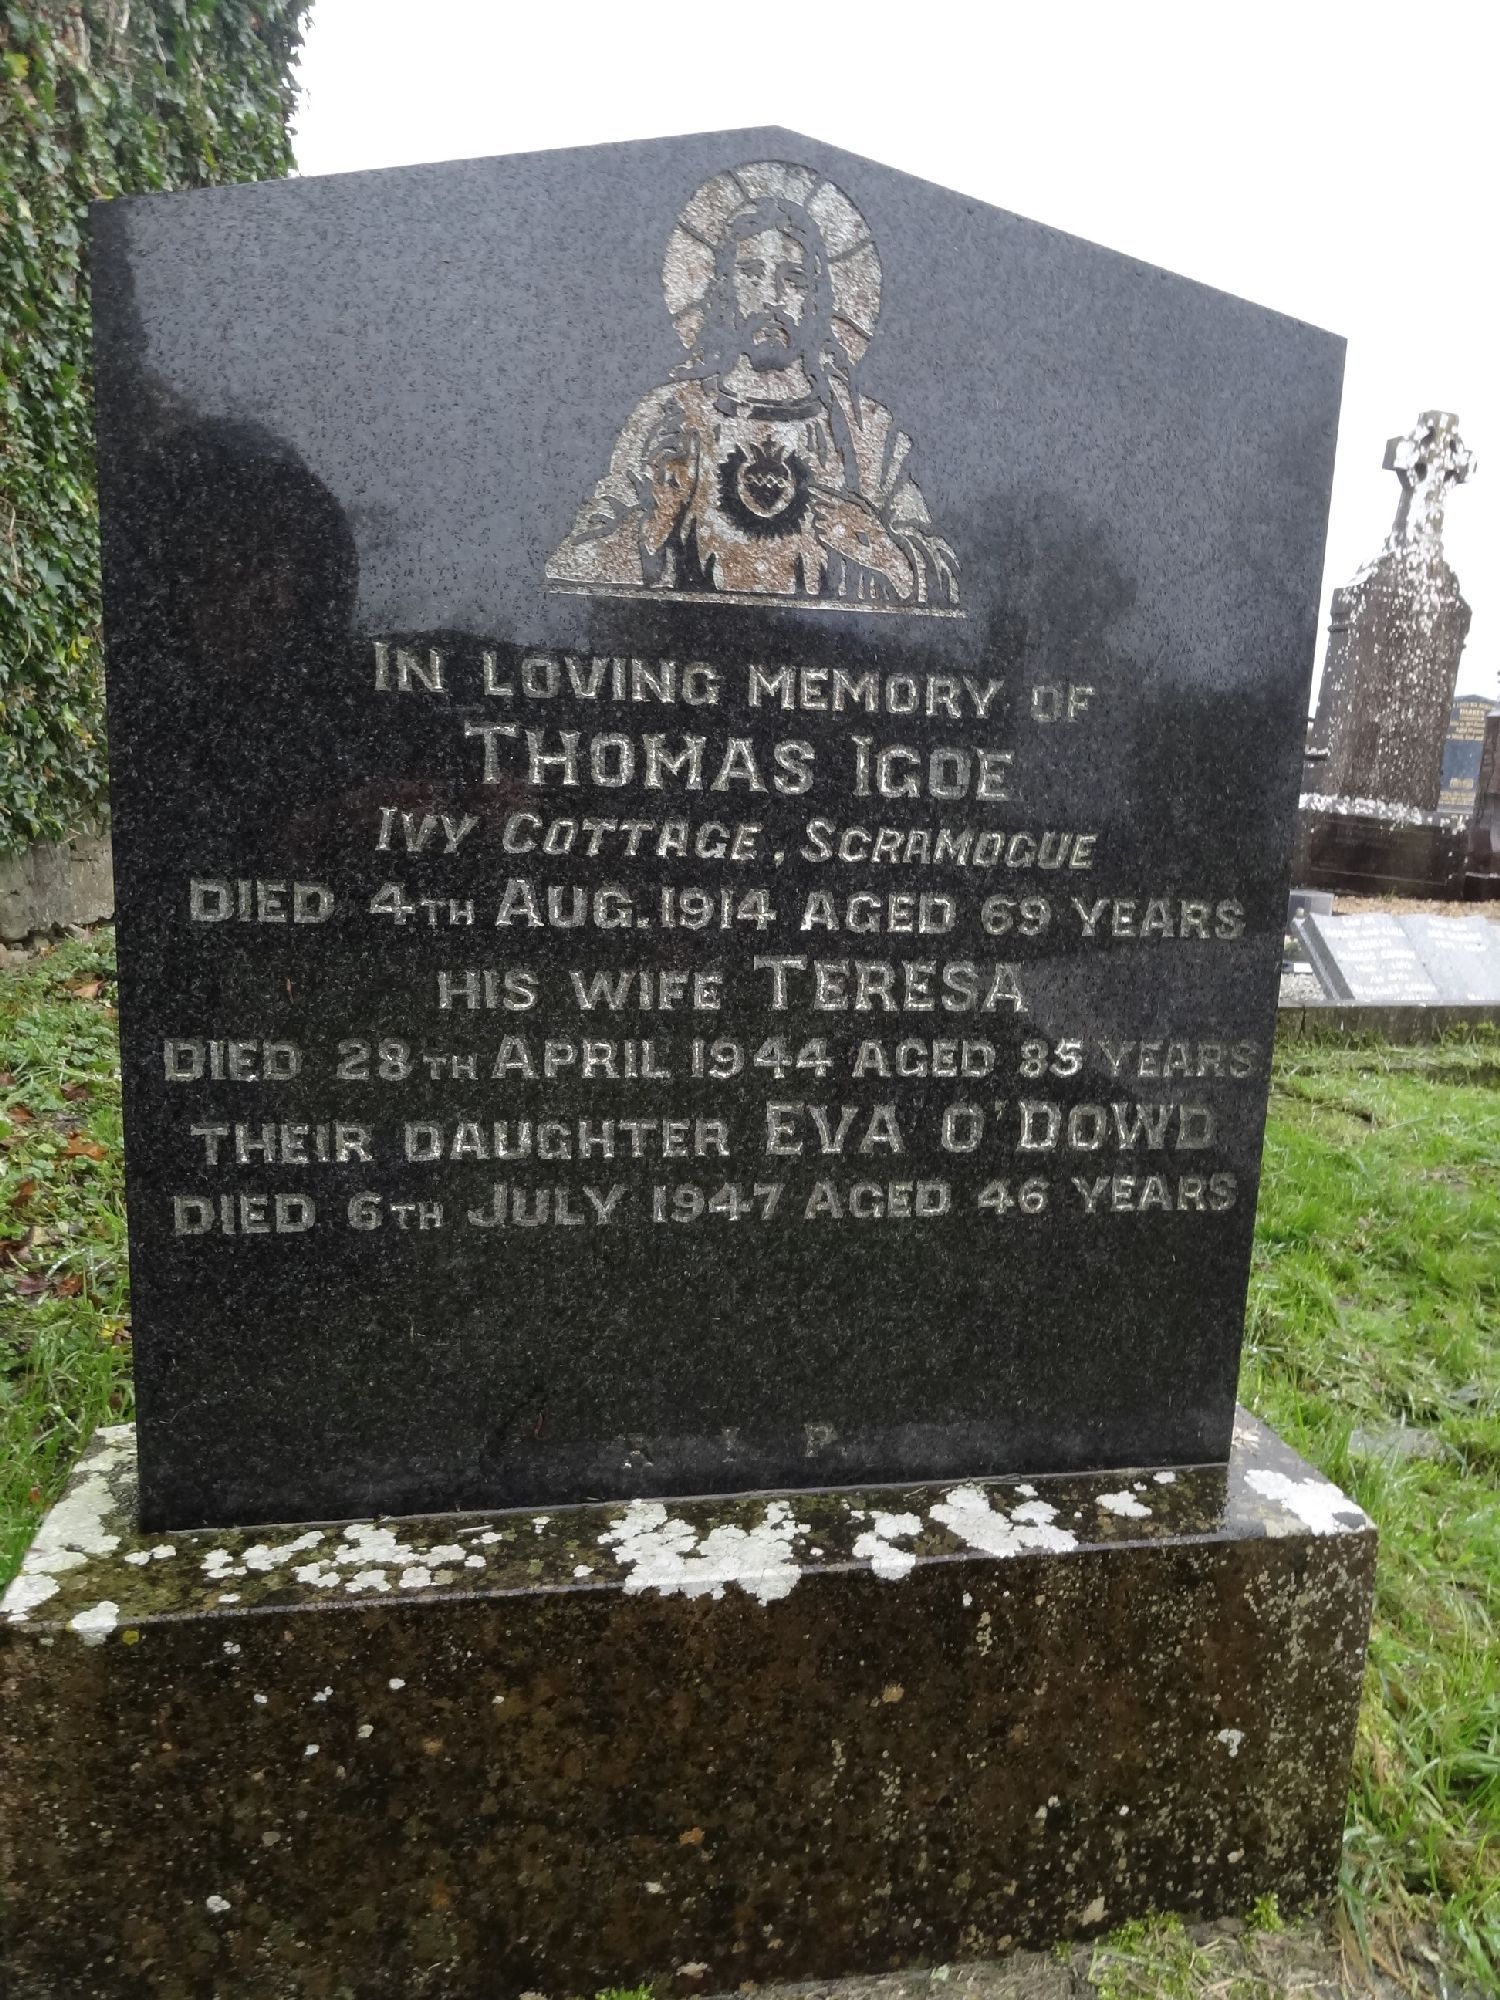 IN LOVING MEMORY OF
THOMAS IGOE
IVY COTTAGE, SCRAMOGUE
DIED 4TH AUG. 1914 AGED 69 YEARS
HIS WIFE TERESA
DIED 28TH APRIL 1944 AGED 85 YEARS
THEIR DAUGHTER EVA O'DOWD
DIED 6TH JULY 1947 AGED 46 YEARS
R I P